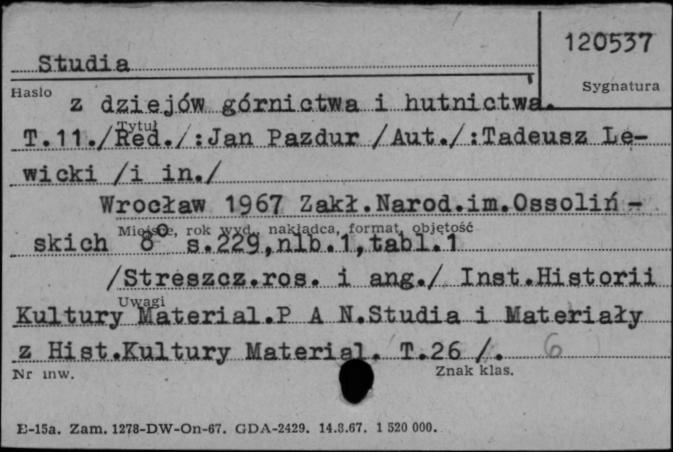 120537
Studia
Hasło
Sygnatura
z dziejów górnictwa i hutnictwa.
Tytuł
T.11./Red./:Jan Pazdur /Aut./:Tadeusz Le-
wicki /i in./
Wrocław 1967 Zakł.Narod.im.Ossoliń-
Miejsce, rok wyd., nakładca, format, objętość
skich 8° s.229,nlb.1,tabl.1
/Streszcz.ros. i ang./ Inst.Historii
Uwagi
Kultury Material.P A N.Studia i Materiały
z Hist.Kultury Material. T.26 /. 6
Nr inw.
Znak klas.
E-15a. Zam. 1278-DW-On-67. GDA-2429. 14.8.67. 1 520 000.